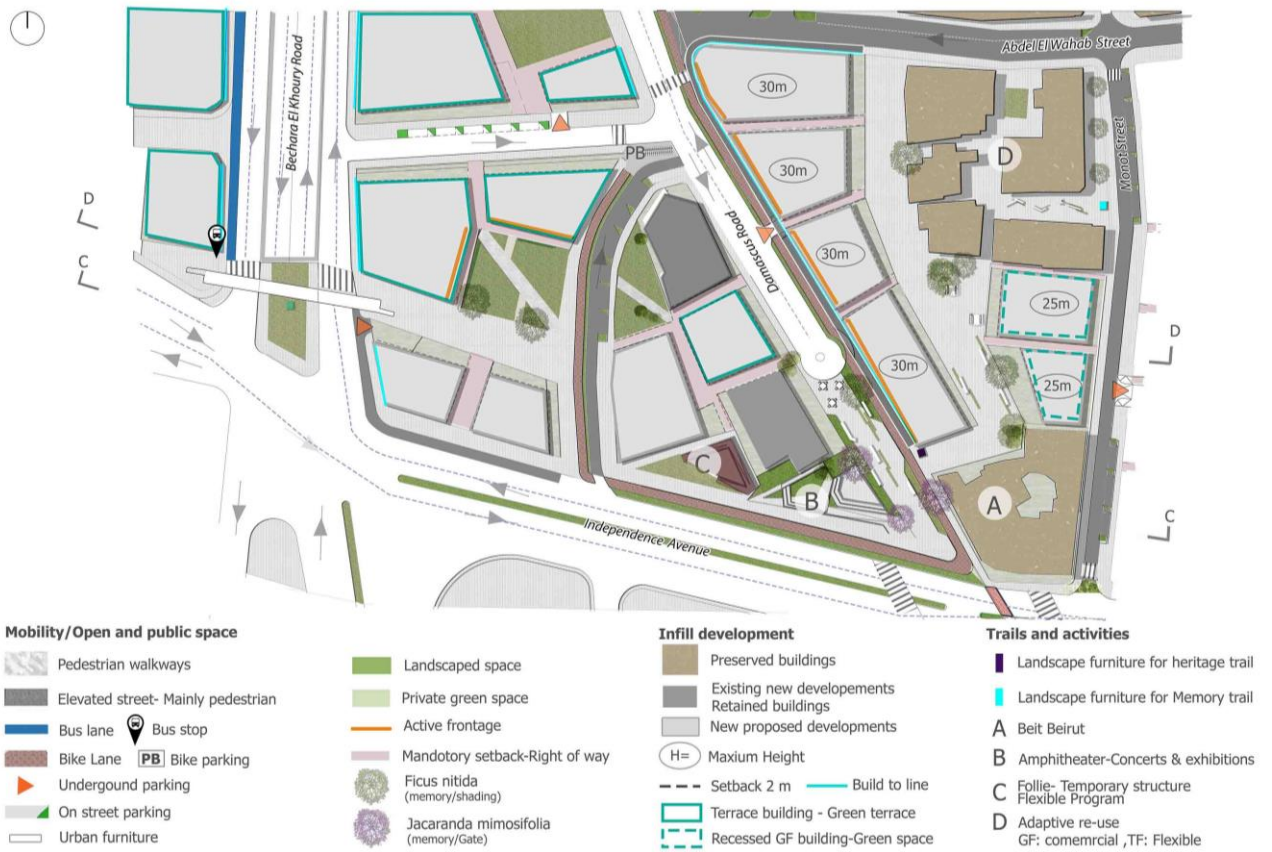 Abdel El Wahab Street
Bechara El Khoury Road
30m
D
Monot Street
PB
30m
Damascus Road
D
30m
C
25m
D
30m
25m
C
B
A
C
Independence Avenue
Mobility/Open and public space
Pedestrian walkways
Elevated street- Mainly pedestrian
Bus lane
Bus stop
Bike Lane
PB
Bike parking
Undergound parking
On street parking
Urban furniture
Landscaped space
Private green space
Active frontage
Mandotory setback-Right of way
Ficus nitida
(memory/shading)
Jacaranda mimosifolia
(memory/Gate)
Infill development
Preserved buildings
Existing new developements
Retained buildings
New proposed developments
H=
Maxium Height
Setback 2 m
Build to line
Terrace building - Green terrace
Recessed GF building-Green space
Trails and activities
Landscape furniture for heritage trail
Landscape furniture for Memory trail
A Beit Beirut
B Amphitheater-Concerts & exhibitions
C Follie- Temporary structure
Flexible Program
D Adaptive re-use
GF: comemrcial ,TF: Flexible